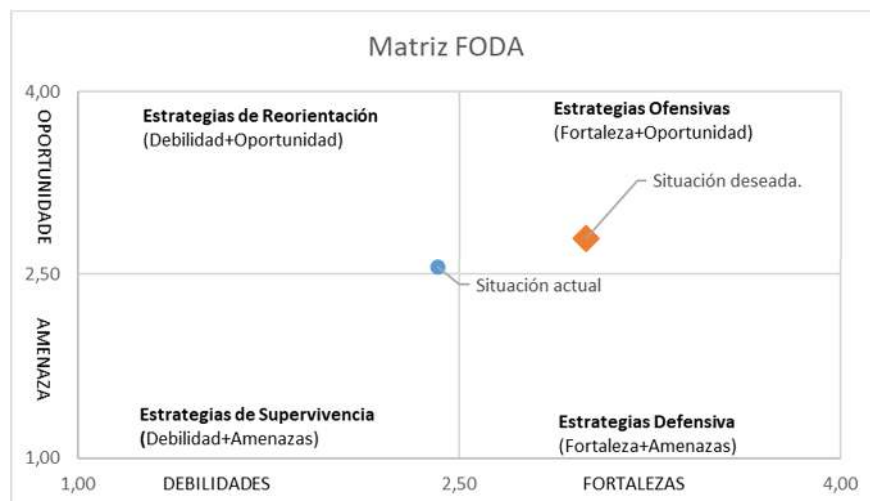 Matriz FODA
4,00
OPORTUNIDADE
Estrategias de Reorientación
(Debilidad+Oportunidad)
Estrategias Ofensivas
(Fortaleza+Oportunidad)
Situación deseada.
2,50
Situación actual
AMENAZA
Estrategias de Supervivencia
(Debilidad+Amenazas)
Estrategias Defensiva
(Fortaleza+Amenazas)
1,00
1,00
DEBILIDADES
2,50
FORTALEZAS
4,00